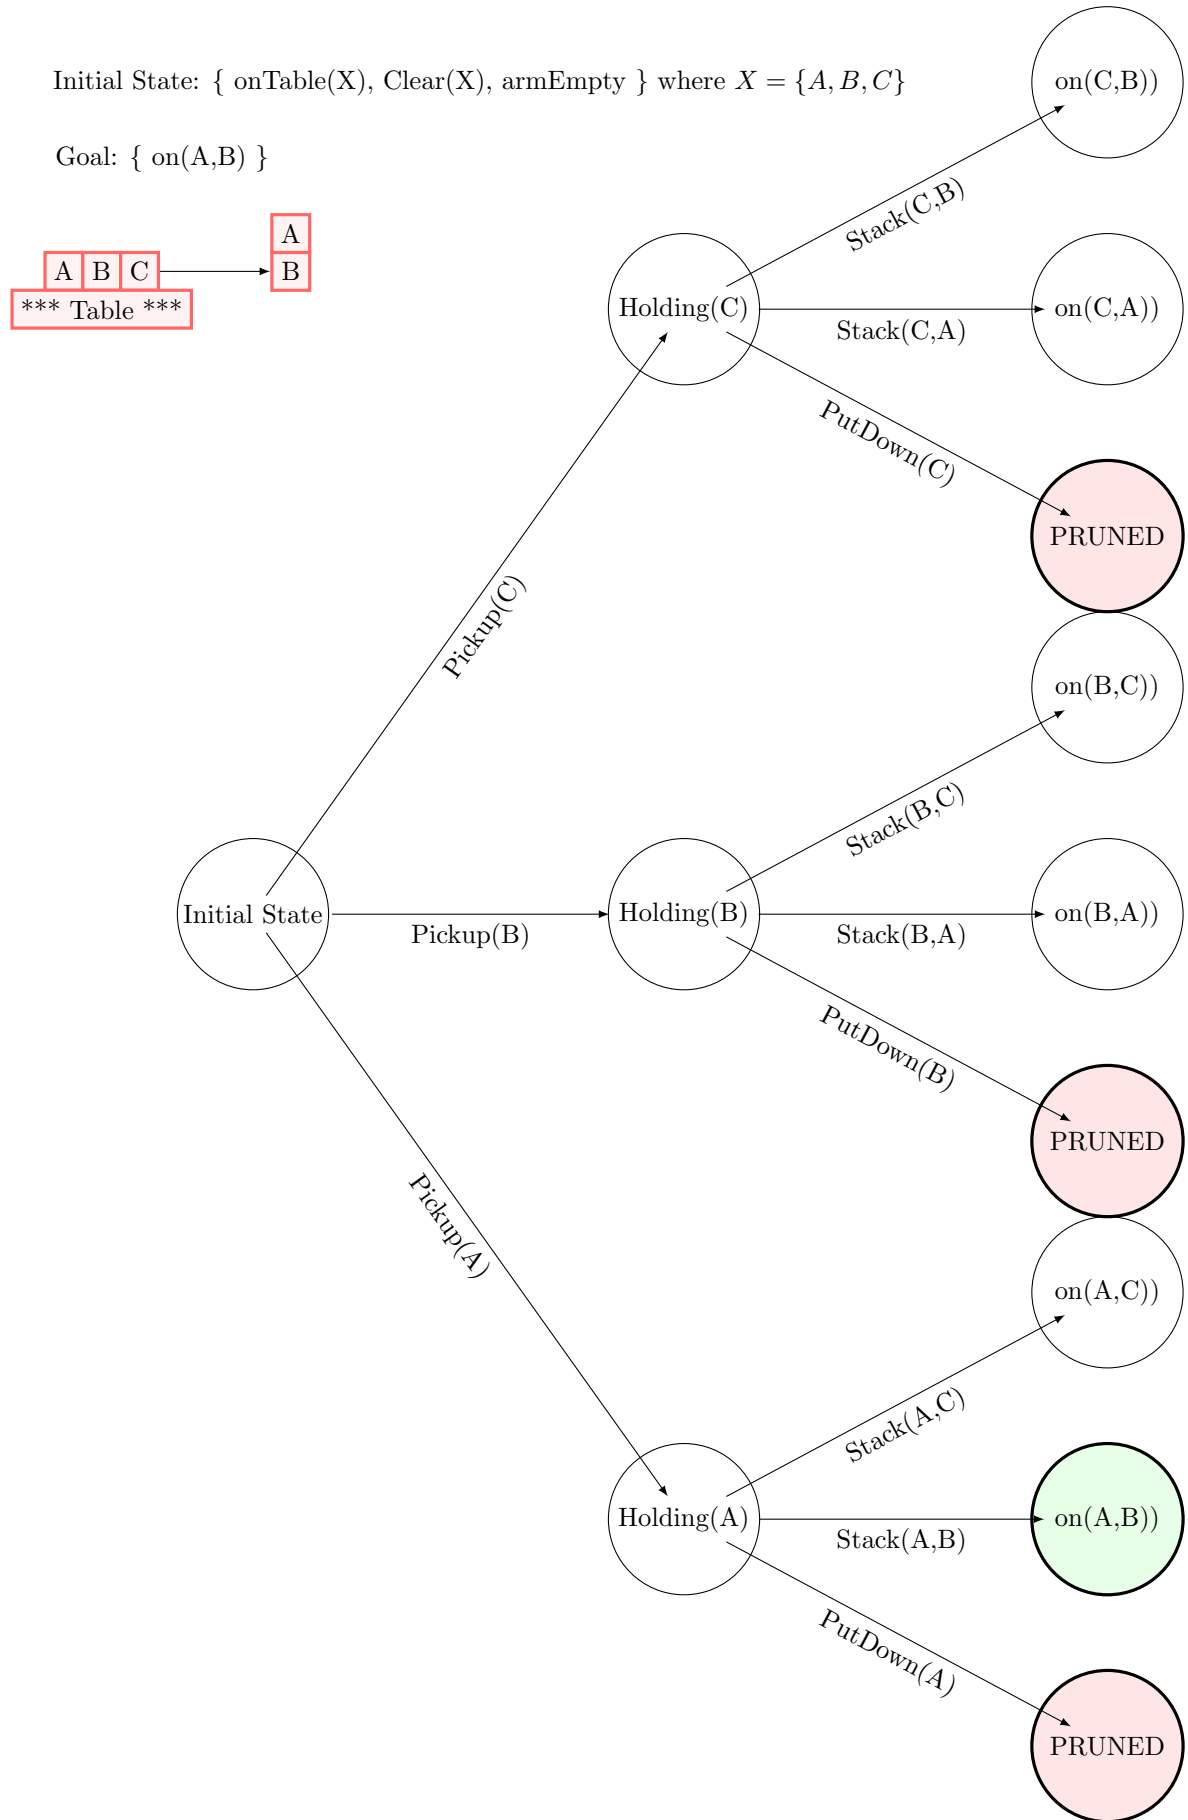 Initial State: { onTable(X), Clear(X), armEmpty } where X = {A, B, C}
Goal: { on(A,B) }
A
A B C
B
*** Table ***
on(C,B))
Stack(C,B)
Holding(C)
on(C,A))
Stack(C,A)
PutDown(C)
PRUNED
Pickup(C)
on(B,C))
Stack(B,C)
Initial State
Pickup(B)
Holding(B)
on(B,A))
Stack(B,A)
PutDown(B)
PRUNED
Pickup(A)
on(A,C))
Stack(A,C)
Holding(A)
on(A,B))
Stack(A,B)
PutDown(A)
PRUNED